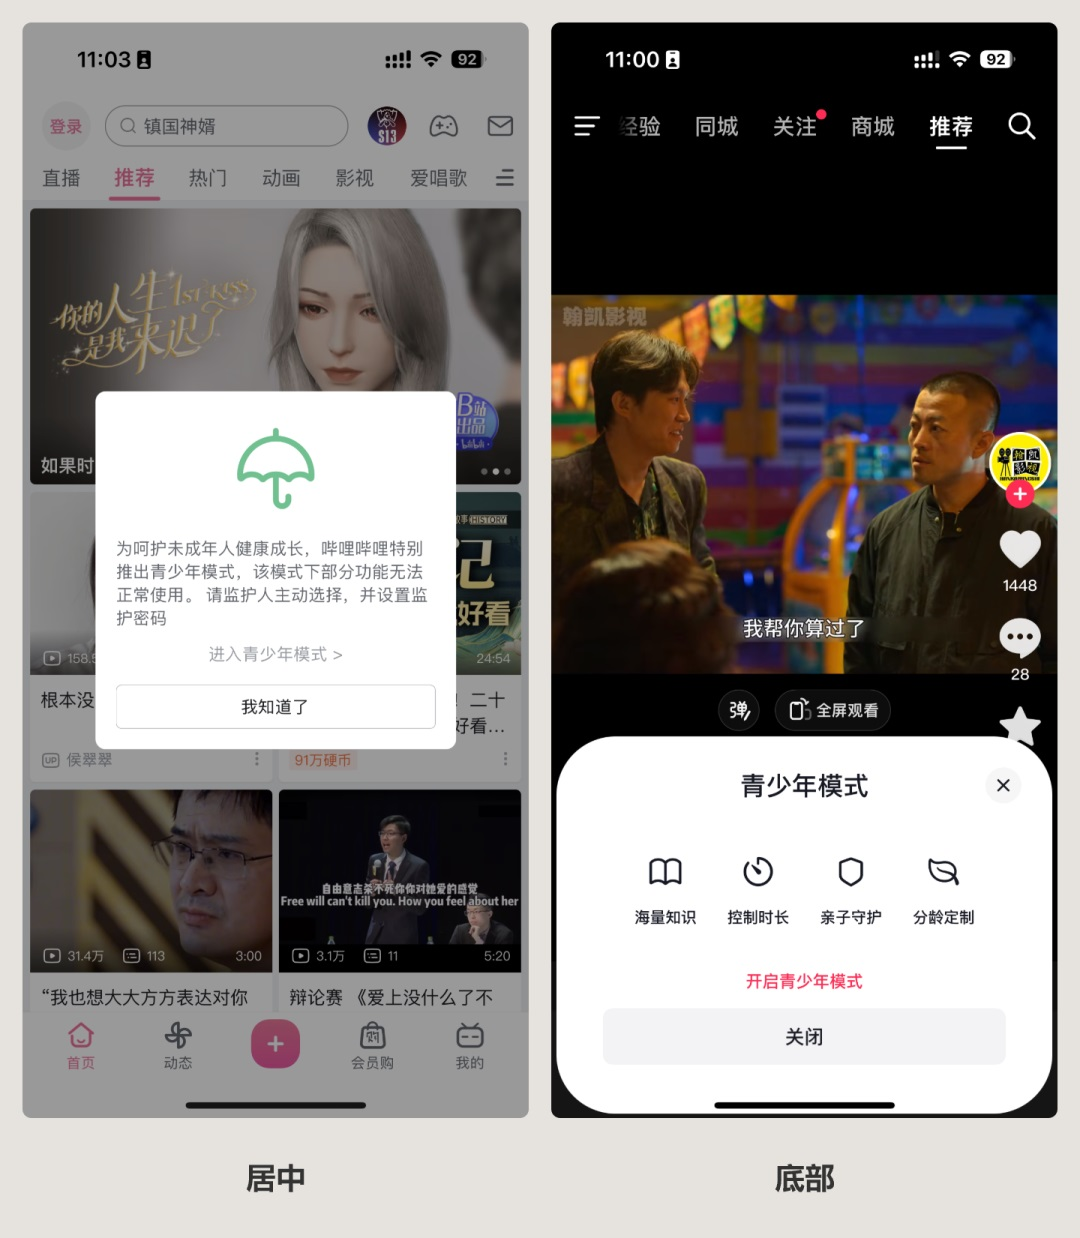 11:03
92
登录
镇国神婿
S13
直播
推荐
热门
动画
影视
爱唱歌
你的人生1ST KISS
是我来迟了
B站
出品
bilibili
如果时
HISTORY
记
好看
158.5
24:54
为呵护未成年人健康成长，哔哩哔哩特别
推出青少年模式，该模式下部分功能无法
正常使用。 请监护人主动选择，并设置监
护密码
进入青少年模式 >
我知道了
根本没
！二十
好看...
UP 侯翠翠
91万硬币
自由意志杀不死你你对她爱的感觉
Free will can't kill you. How you feel about her
31.4万
113
3:00
3.1万
11
5:20
“我也想大大方方表达对你
辩论赛 《爱上没什么了不
首页
动态
会员购
我的
居中
11:00
92
经验
同城
关注
商城
推荐
翰凯影视
翰凯
影视
1448
28
我帮你算过了
弹
全屏观看
青少年模式
海量知识
控制时长
亲子守护
分龄定制
开启青少年模式
关闭
底部